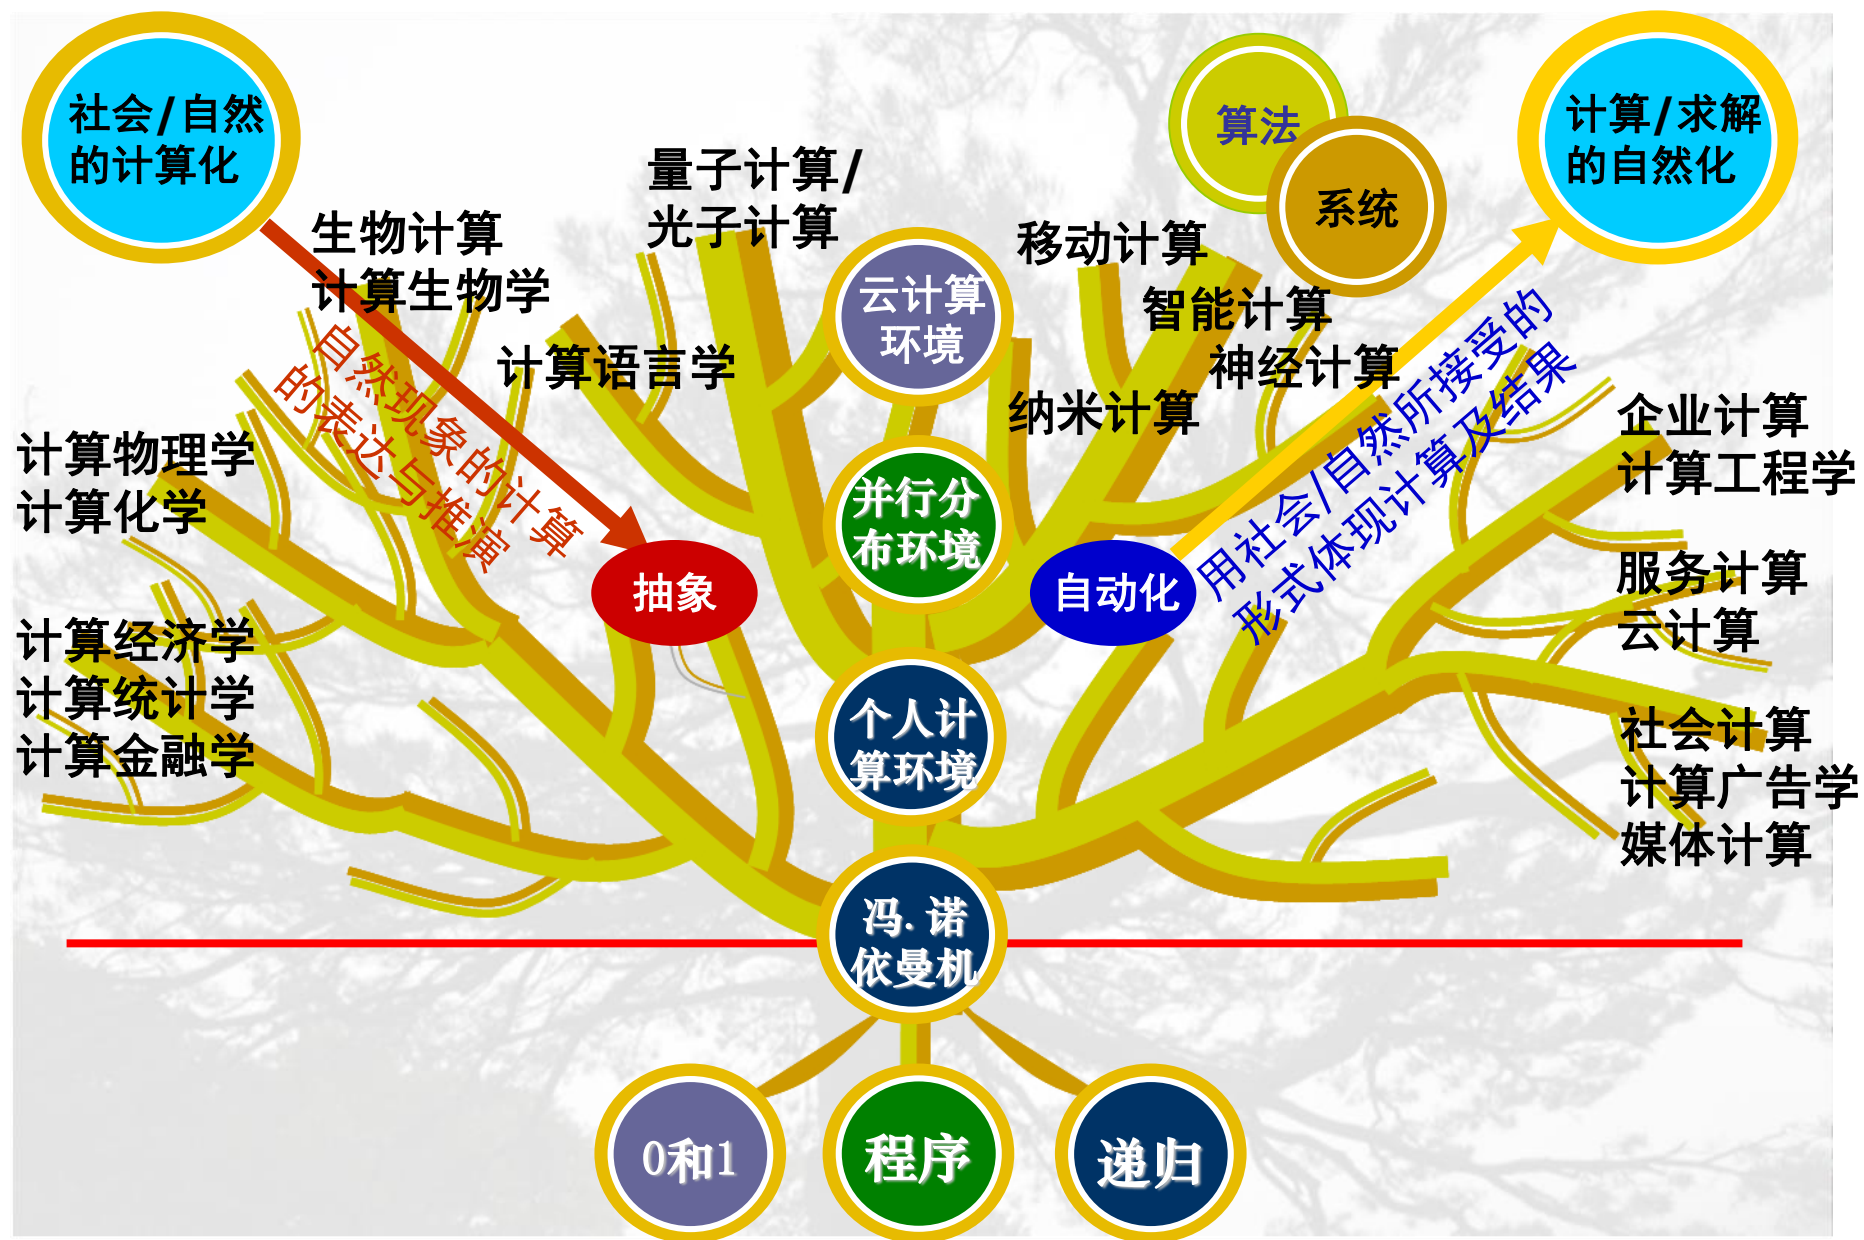 社会/自然
的计算化
计算/求解
的自然化
算法
系统
量子计算/
光子计算
生物计算
计算生物学
移动计算
云计算
环境
智能计算
神经计算
计算语言学
纳米计算
自然现象的计算
的表达与推演
用社会/自然所接受的
形式体现计算及结果
计算物理学
计算化学
企业计算
计算工程学
并行分
布环境
抽象
自动化
服务计算
云计算
计算经济学
计算统计学
计算金融学
个人计
算环境
社会计算
计算广告学
媒体计算
冯.诺
依曼机
0和1
程序
递归